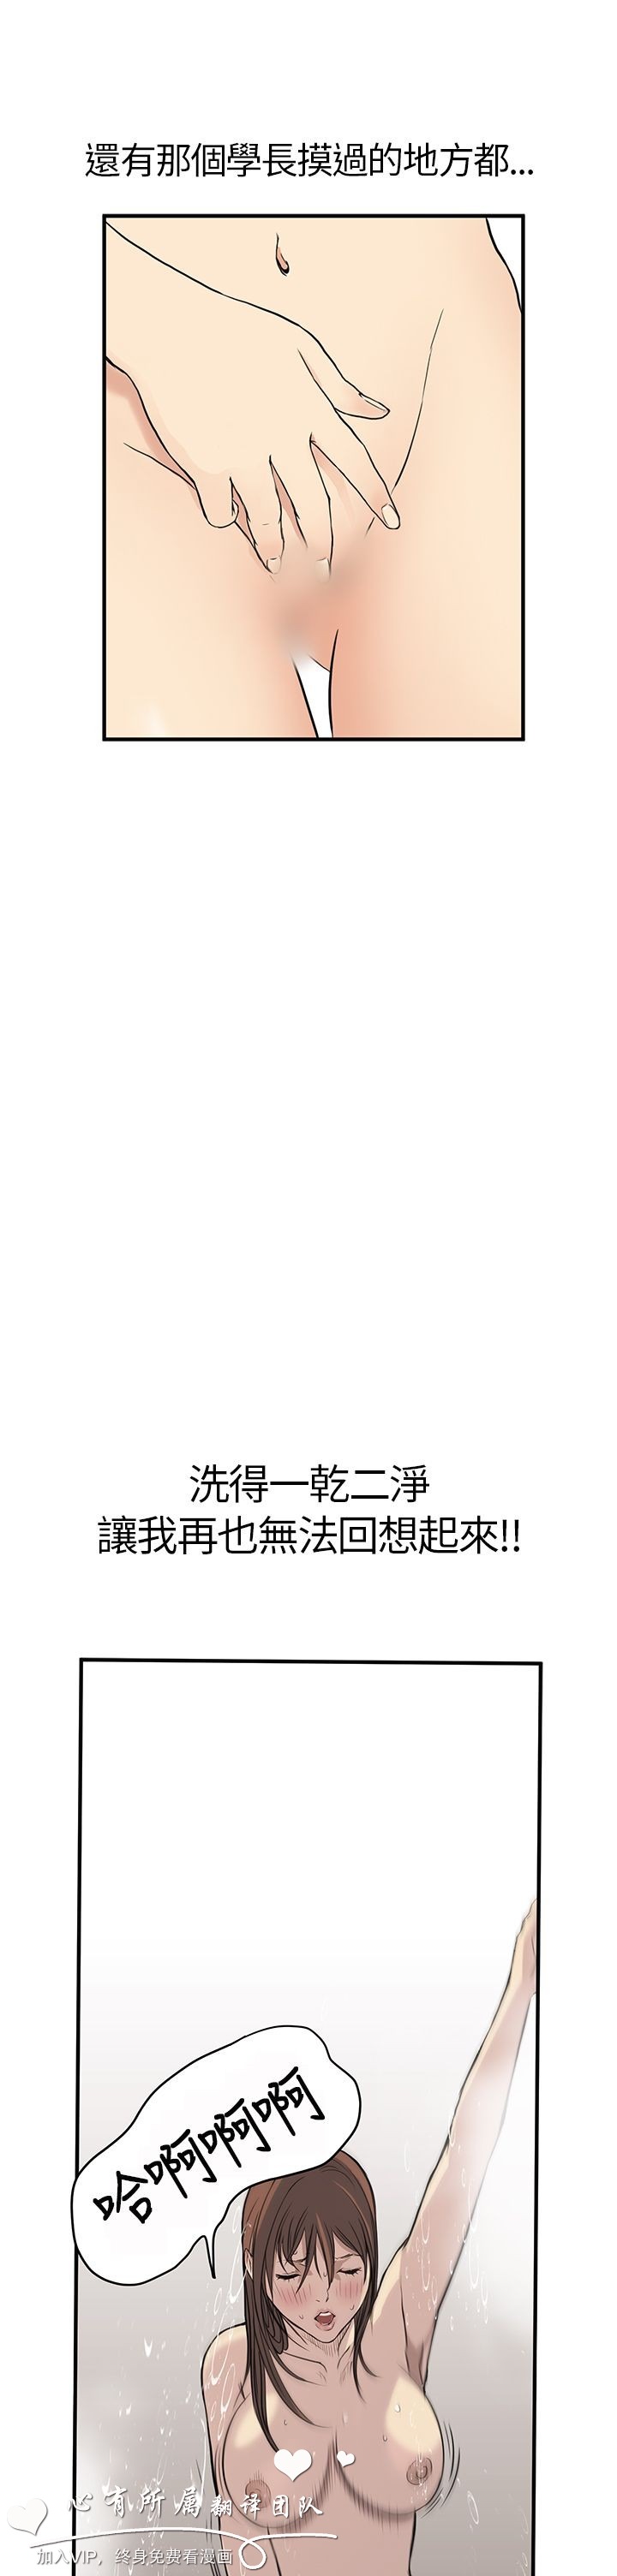 還有那個學長摸過的地方都...
洗得一乾二淨
讓我再也無法回想起來!!
哈啊啊啊
心有所属翻译团队
加入VIP，终身免费看漫画